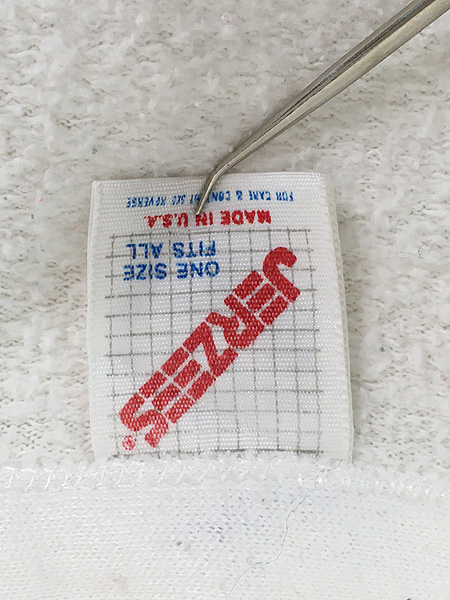 JERZEES®
ONE SIZE
FITS ALL
MADE IN U.S.A.
FOR CARE & CONTENT SEE REVERSE